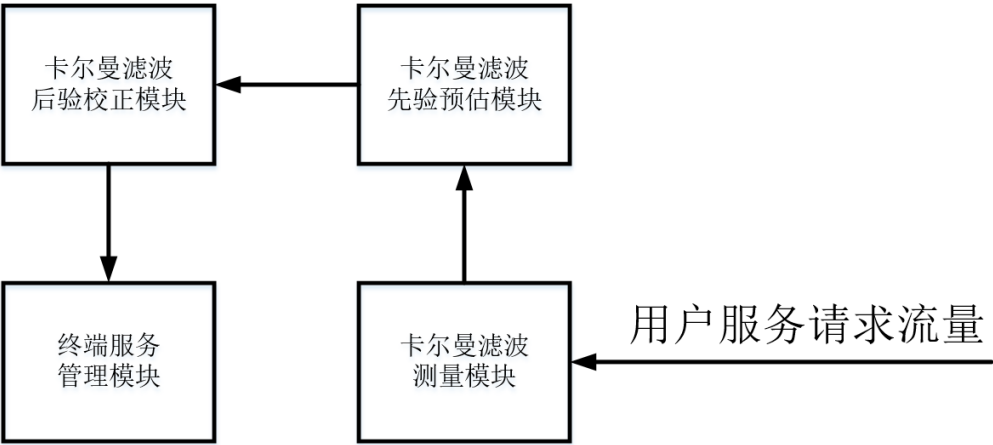 卡尔曼滤波
后验校正模块
卡尔曼滤波
先验预估模块
终端服务
管理模块
卡尔曼滤波
测量模块
用户服务请求流量